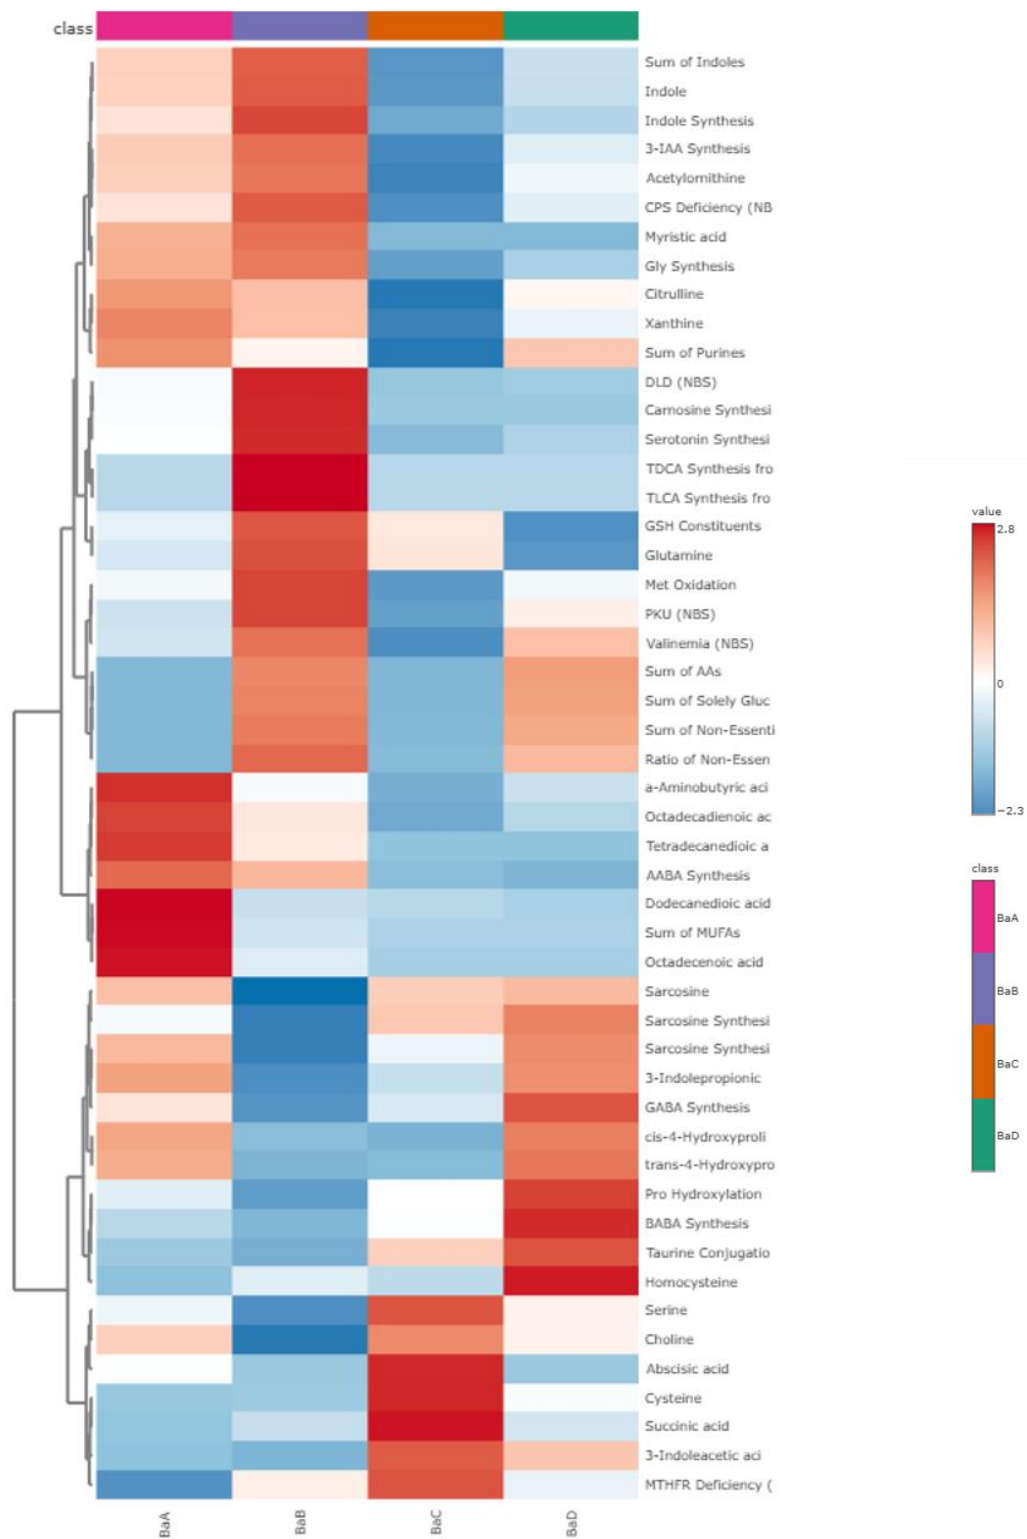 class
Sum of Indoles
Indole
Indole Synthesis
3-IAA Synthesis
Acetylornithine
CPS Deficiency (NB
Myristic acid
Gly Synthesis
Citrulline
Xanthine
Sum of Purines
DLD (NBS)
Carnosine Synthesi
Serotonin Synthesi
TDCA Synthesis fro
TLCA Synthesis fro
GSH Constituents
Glutamine
Met Oxidation
PKU (NBS)
Valinemia (NBS)
Sum of AAs
Sum of Solely Gluc
Sum of Non-Essenti
Ratio of Non-Essen
a-Aminobutyric aci
Octadecadienoic ac
Tetradecanedioic a
AABA Synthesis
Dodecanedioic acid
Sum of MUFAs
Octadecenoic acid
Sarcosine
Sarcosine Synthesi
Sarcosine Synthesi
3-Indolepropionic
GABA Synthesis
cis-4-Hydroxyproli
trans-4-Hydroxypro
Pro Hydroxylation
BABA Synthesis
Taurine Conjugatio
Homocysteine
Serine
Choline
Abscisic acid
Cysteine
Succinic acid
3-Indoleacetic aci
MTHFR Deficiency (
BaA
BaB
BaC
BaD
value
2.8
0
−2.3
class
BaA
BaB
BaC
BaD